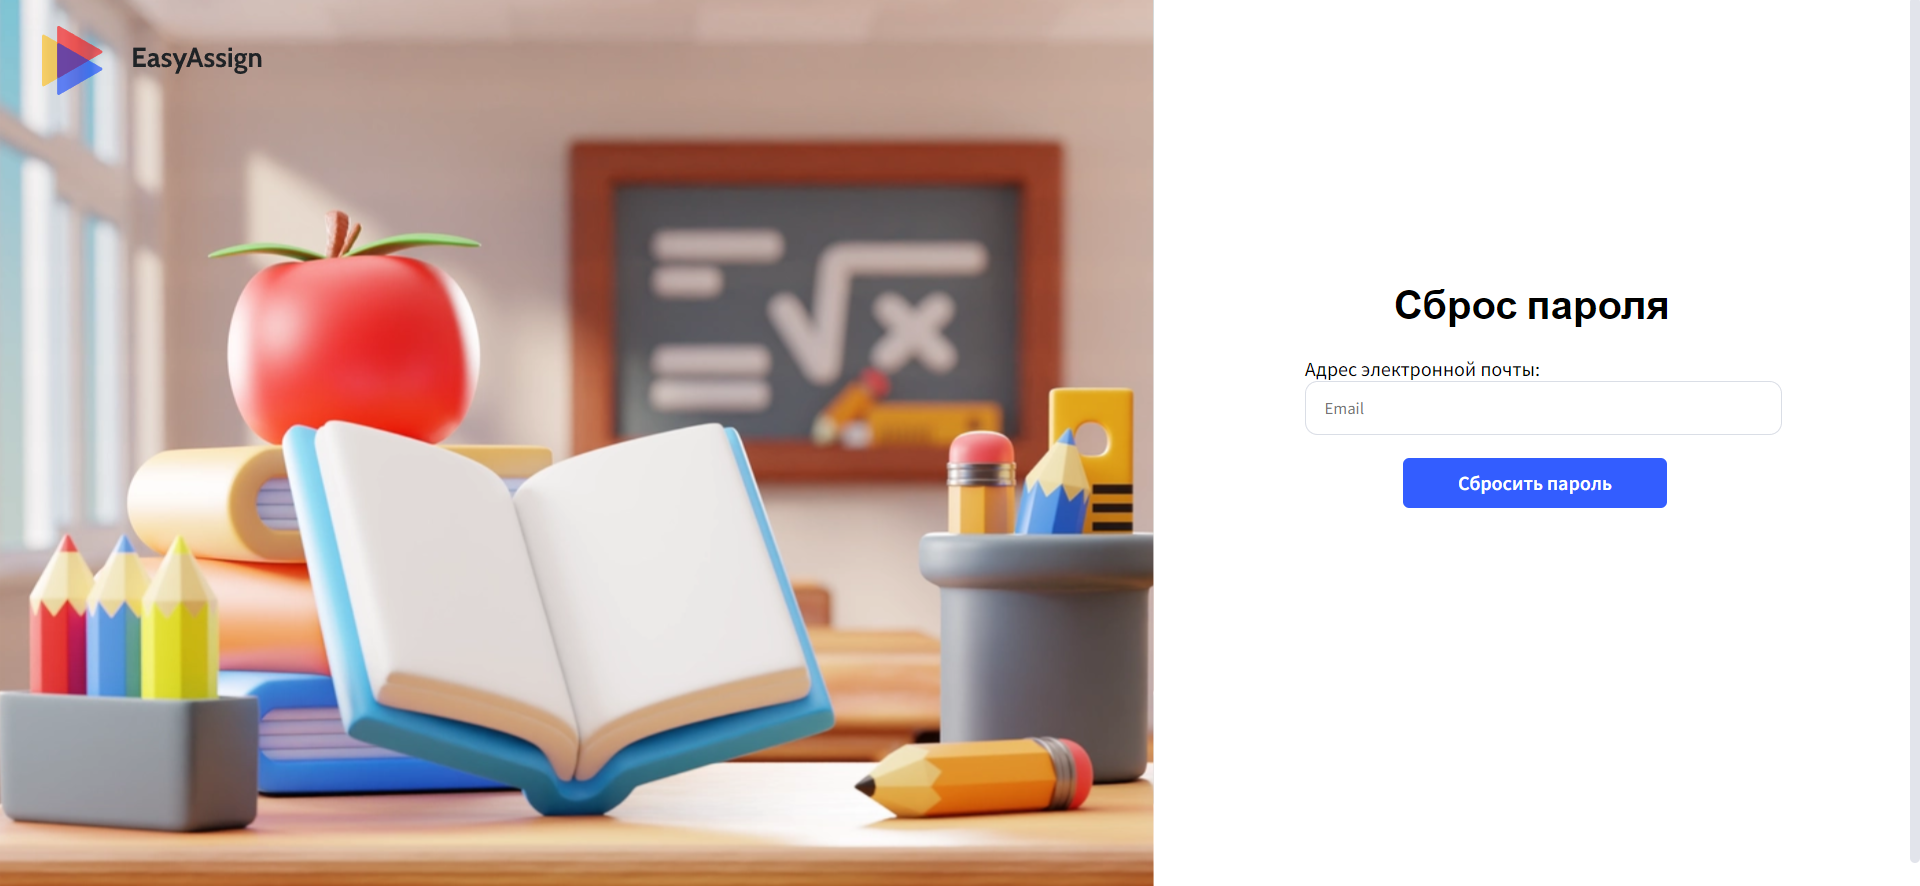 EasyAssign
√x
Сброс пароля
Адрес электронной почты:
Email
Сбросить пароль